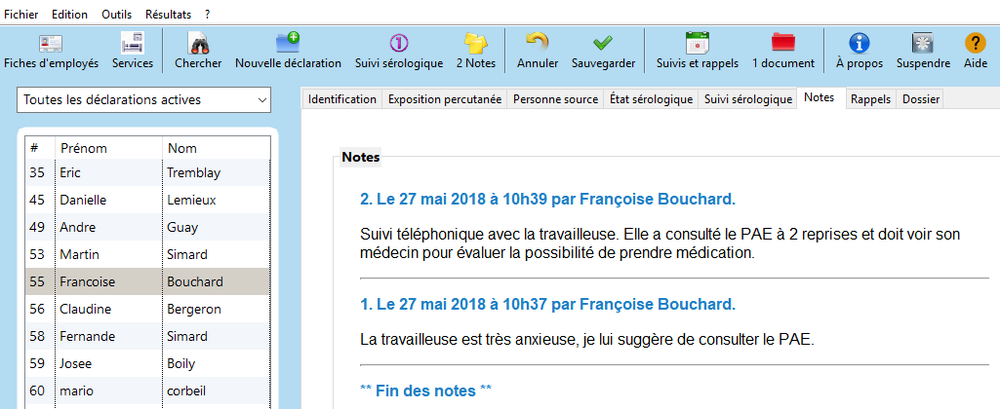 Fichier Edition Outils Résultats ?
Fiches d'employés Services Chercher Nouvelle déclaration Suivi sérologique 2 Notes Annuler Sauvegarder Suivis et rappels 1 document À propos Suspendre Aide
Toutes les déclarations actives
Identification Exposition percutanée Personne source État sérologique Suivi sérologique Notes Rappels Dossier
# Prénom Nom
35 Eric Tremblay
45 Danielle Lemieux
49 Andre Guay
53 Martin Simard
55 Francoise Bouchard
56 Claudine Bergeron
58 Fernande Simard
59 Josee Boily
60 mario corbeil
Notes
2. Le 27 mai 2018 à 10h39 par Françoise Bouchard.
Suivi téléphonique avec la travailleuse. Elle a consulté le PAE à 2 reprises et doit voir son
médecin pour évaluer la possibilité de prendre médication.
1. Le 27 mai 2018 à 10h37 par Françoise Bouchard.
La travailleuse est très anxieuse, je lui suggère de consulter le PAE.
** Fin des notes **